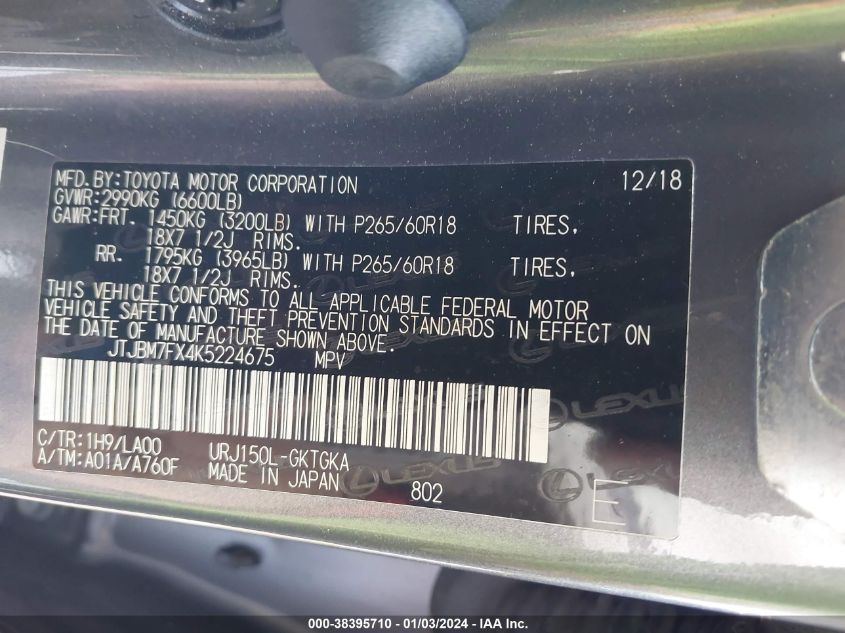 MFD.BY:TOYOTA MOTOR CORPORATION 12/18
GVWR:2990KG (6600LB)
GAWR:FRT. 1450KG (3200LB) WITH P265/60R18 TIRES,
18X7 1/2J RIMS.
RR. 1795KG (3965LB) WITH P265/60R18 TIRES,
18X7 1/2J RIMS.
THIS VEHICLE CONFORMS TO ALL APPLICABLE FEDERAL MOTOR
VEHICLE SAFETY AND THEFT PREVENTION STANDARDS IN EFFECT ON
THE DATE OF MANUFACTURE SHOWN ABOVE.
JTJBM7FX4K5224675 MPV
LEXUS
C/TR:1H9/LA00 URJ150L-GKTGKA
A/TM:A01A/A760F MADE IN JAPAN 802 E
LEXUS
000-38395710 - 01/03/2024 - IAA Inc.